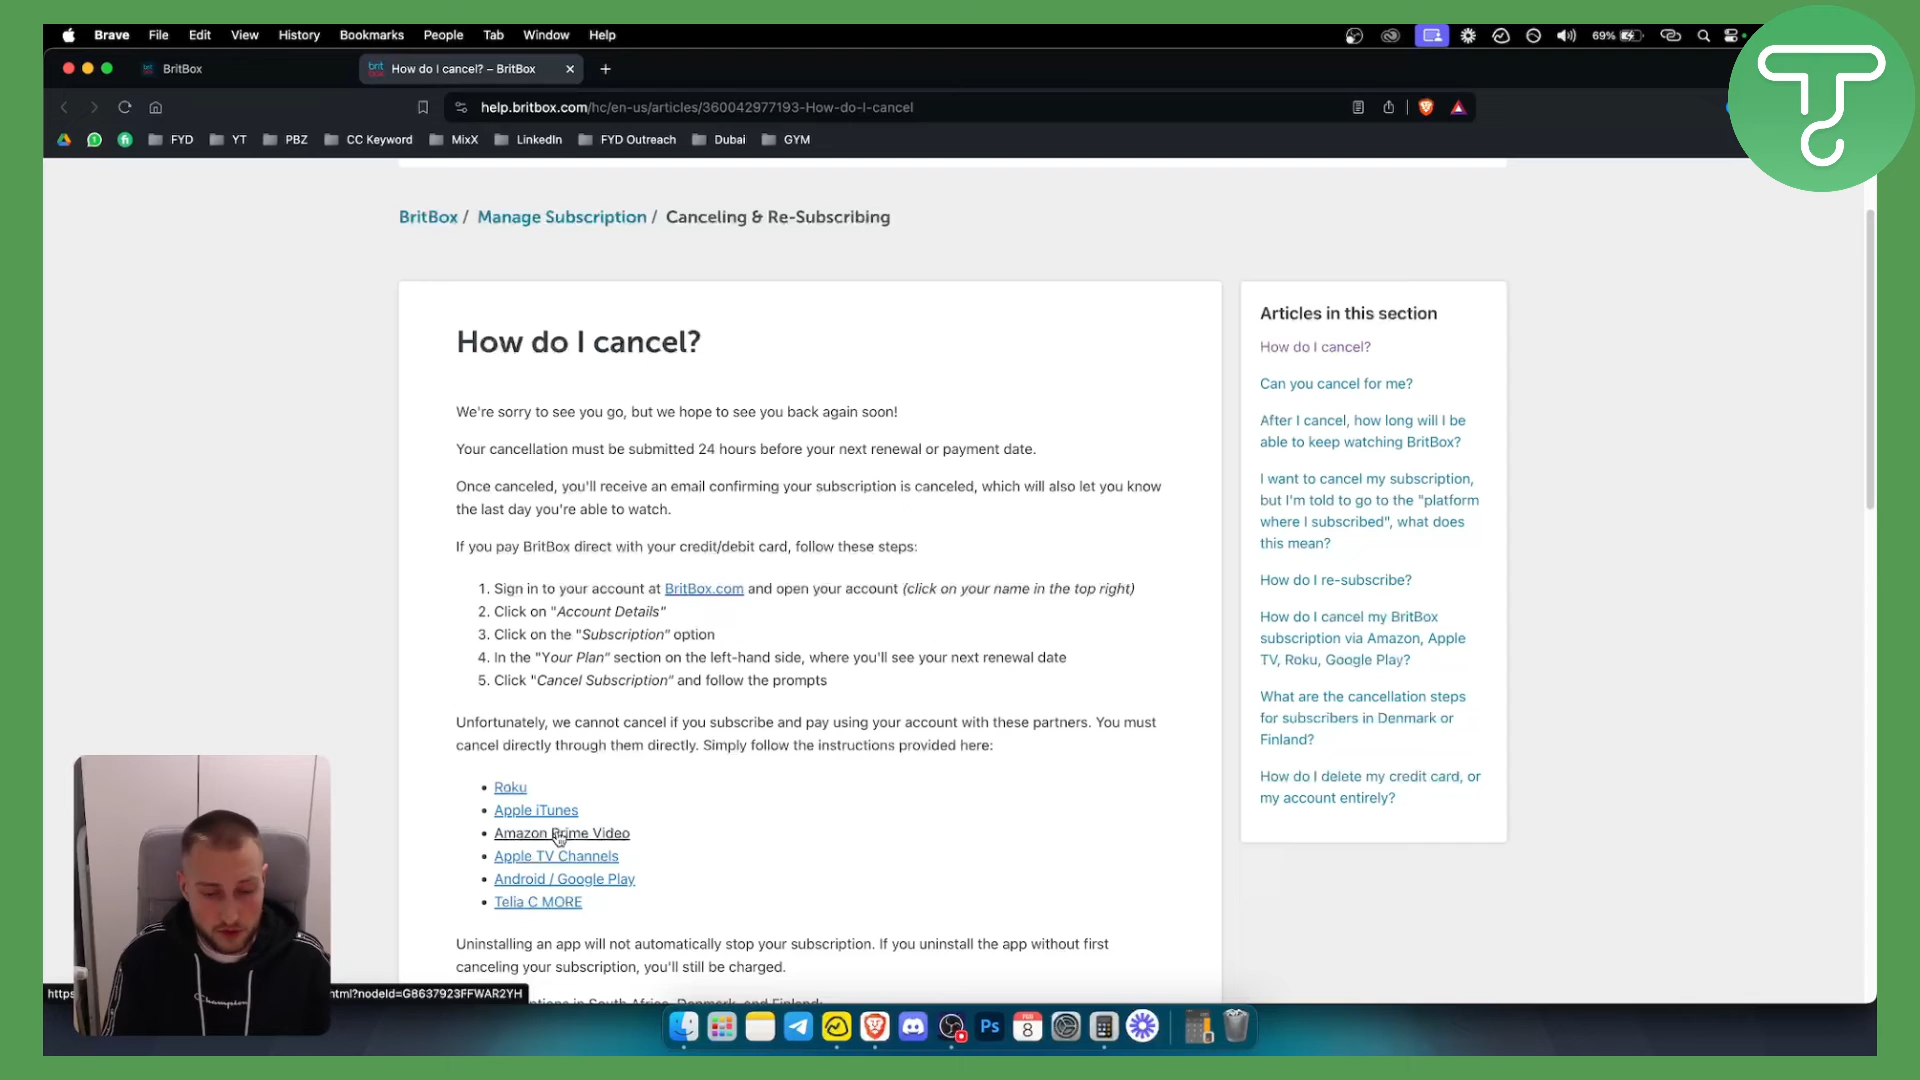 Brave File Edit View History Bookmarks People Tab Window Help 69%
brit box BritBox brit box How do I cancel? – BritBox
help.britbox.com/hc/en-us/articles/360042977193-How-do-I-cancel
FYD YT PBZ CC Keyword MixX LinkedIn FYD Outreach Dubai GYM
BritBox / Manage Subscription / Canceling & Re-Subscribing
How do I cancel?
We're sorry to see you go, but we hope to see you back again soon!
Your cancellation must be submitted 24 hours before your next renewal or payment date.
Once canceled, you'll receive an email confirming your subscription is canceled, which will also let you know
the last day you're able to watch.
If you pay BritBox direct with your credit/debit card, follow these steps:
1. Sign in to your account at BritBox.com and open your account (click on your name in the top right)
2. Click on "Account Details"
3. Click on the "Subscription" option
4. In the "Your Plan" section on the left-hand side, where you'll see your next renewal date
5. Click "Cancel Subscription" and follow the prompts
Unfortunately, we cannot cancel if you subscribe and pay using your account with these partners. You must
cancel directly through them directly. Simply follow the instructions provided here:
• Roku
• Apple iTunes
• Amazon Prime Video
• Apple TV Channels
• Android / Google Play
• Telia C MORE
Uninstalling an app will not automatically stop your subscription. If you uninstall the app without first
canceling your subscription, you'll still be charged.
in South Africa, Denmark, and Finland:
Articles in this section
How do I cancel?
Can you cancel for me?
After I cancel, how long will I be
able to keep watching BritBox?
I want to cancel my subscription,
but I'm told to go to the "platform
where I subscribed", what does
this mean?
How do I re-subscribe?
How do I cancel my BritBox
subscription via Amazon, Apple
TV, Roku, Google Play?
What are the cancellation steps
for subscribers in Denmark or
Finland?
How do I delete my credit card, or
my account entirely?
https html?nodeId=G8637923FFWAR2YH
Champion
Ps FEB 8